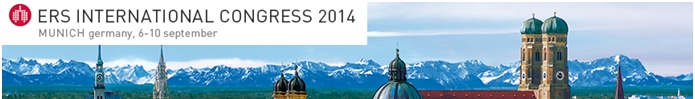 ERS INTERNATIONAL CONGRESS 2014
MUNICH germany, 6-10 september